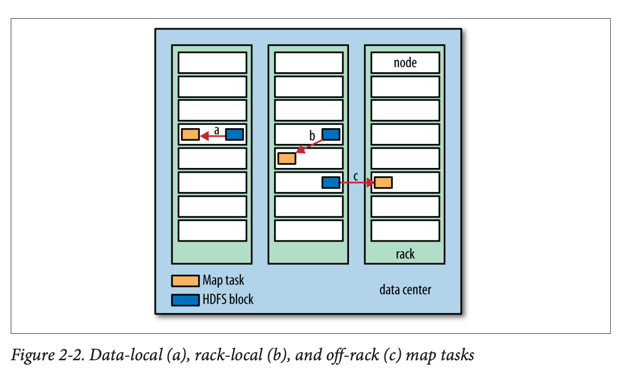 node
a
b
c
rack
Map task
HDFS block
data center
Figure 2-2. Data-local (a), rack-local (b), and off-rack (c) map tasks